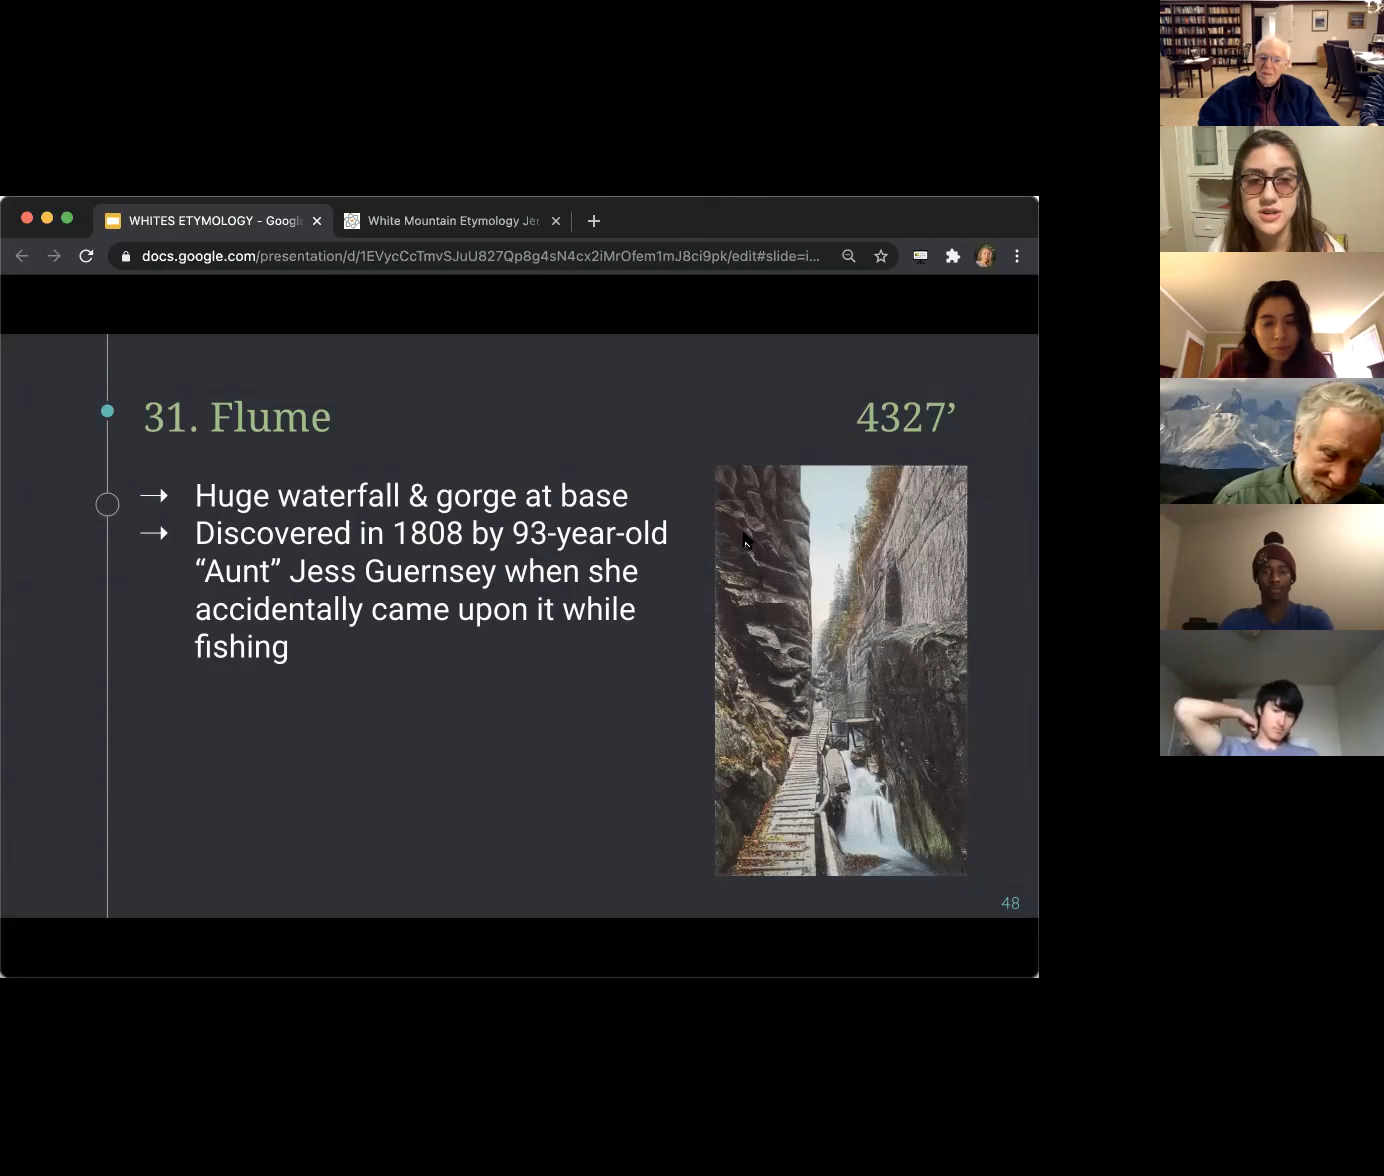 WHITES ETYMOLOGY - Googl
White Mountain Etymology Jec
docs.google.com/presentation/d/1EVycCcTmvSJuU827Qp8g4sN4cx2iMrOfem1mJ8ci9pk/edit#slide=i...
31. Flume 4327’
→ Huge waterfall & gorge at base
→ Discovered in 1808 by 93-year-old
“Aunt” Jess Guernsey when she
accidentally came upon it while
fishing
48